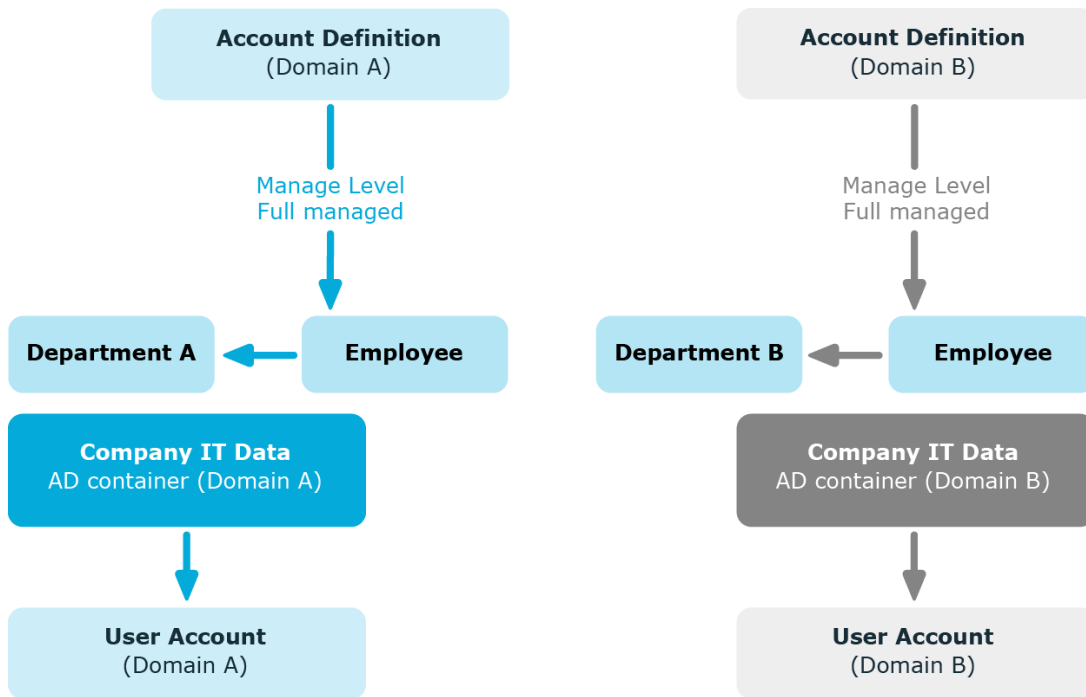 Account Definition
(Domain A)
Manage Level
Full managed
Department A
Employee
Company IT Data
AD container (Domain A)
User Account
(Domain A)
Account Definition
(Domain B)
Manage Level
Full managed
Department B
Employee
Company IT Data
AD container (Domain B)
User Account
(Domain B)